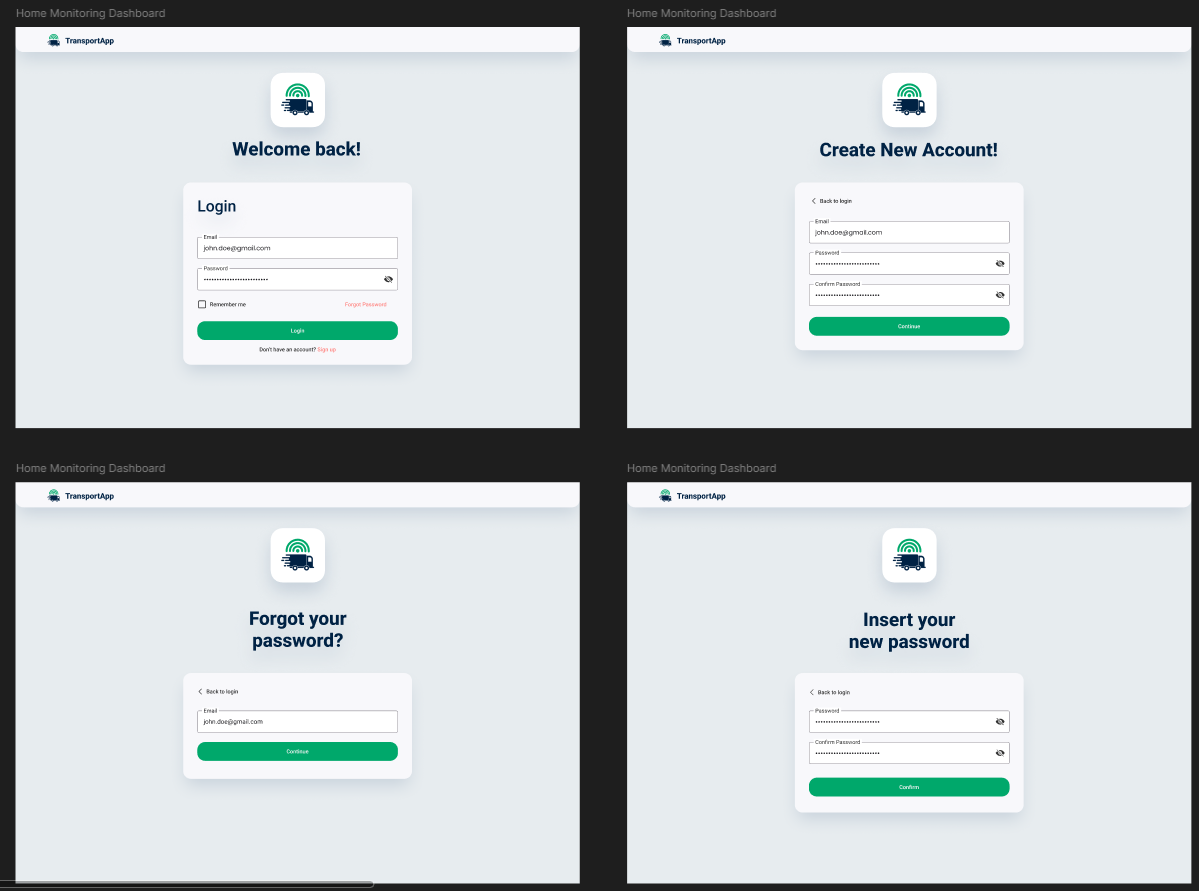 Home Monitoring Dashboard
TransportApp
Welcome back!
Login
Email
john.doe@gmail.com
Password
Remember me
Forgot Password
Login
Don't have an account? Sign up
Home Monitoring Dashboard
TransportApp
Create New Account!
Back to login
Email
john.doe@gmail.com
Password
Confirm Password
Continue
Home Monitoring Dashboard
TransportApp
Forgot your
password?
Back to login
Email
john.doe@gmail.com
Continue
Home Monitoring Dashboard
TransportApp
Insert your
new password
Back to login
Password
Confirm Password
Confirm